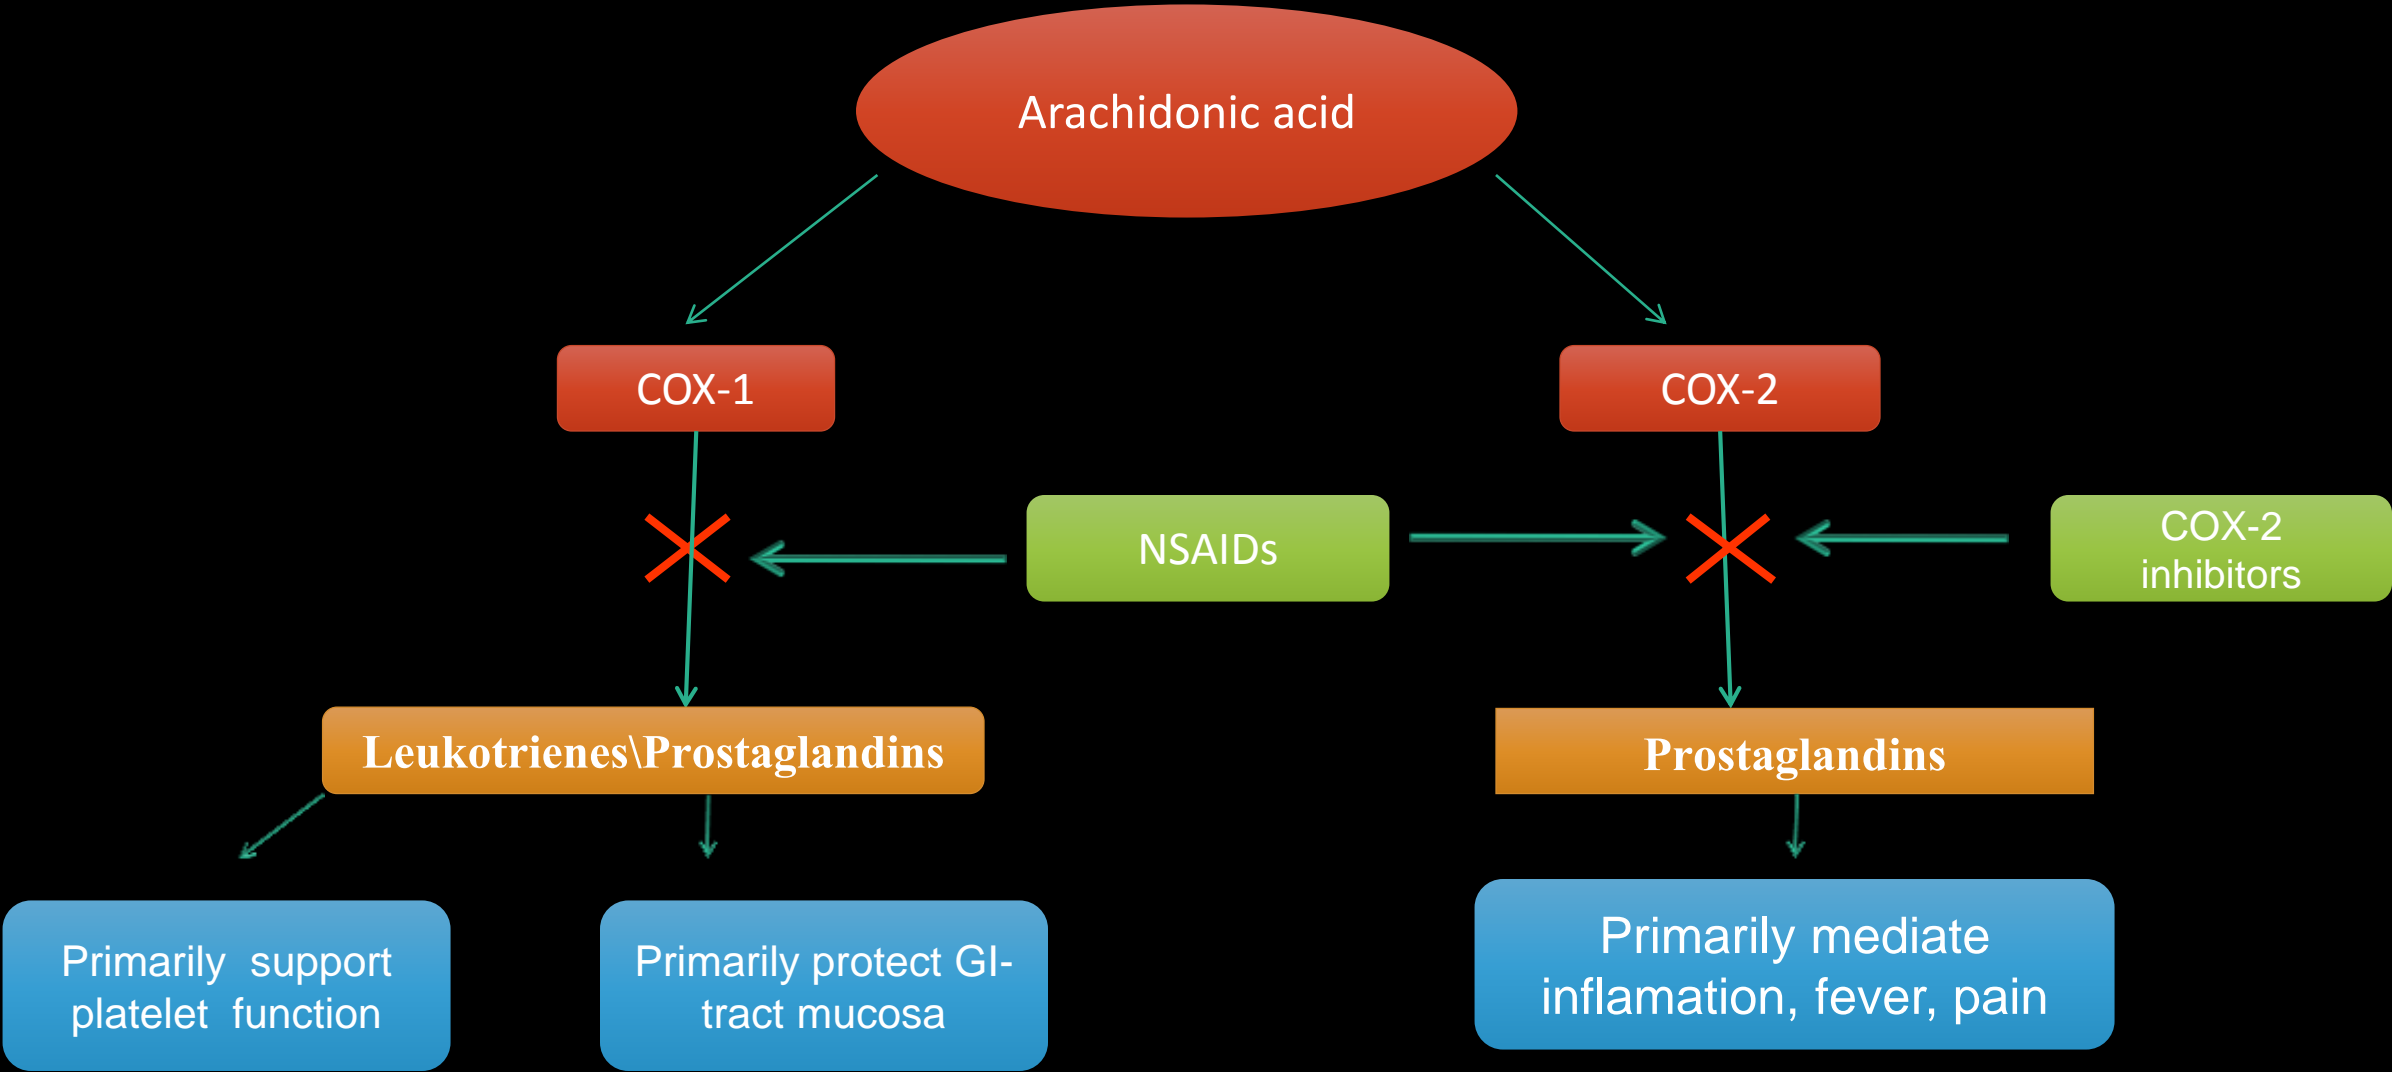 Arachidonic acid
COX-1
COX-2
NSAIDs
COX-2
inhibitors
Leukotrienes\Prostaglandins
Prostaglandins
Primarily support
platelet function
Primarily protect GI-
tract mucosa
Primarily mediate
inflamation, fever, pain